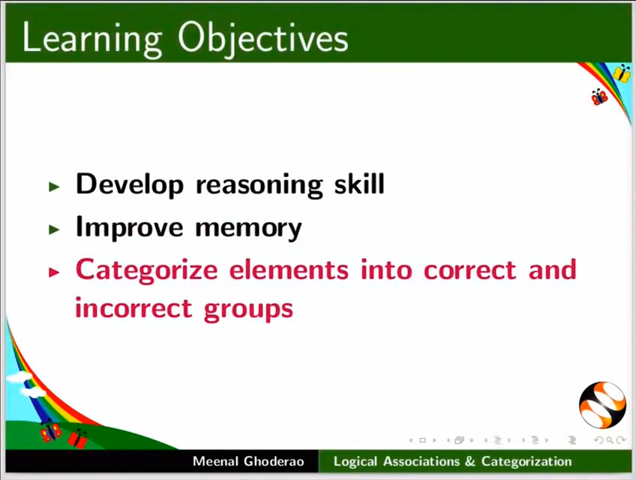 Learning Objectives
Develop reasoning skill
Improve memory
Categorize elements into correct and
incorrect groups
Meenal Ghoderao Logical Associations & Categorization